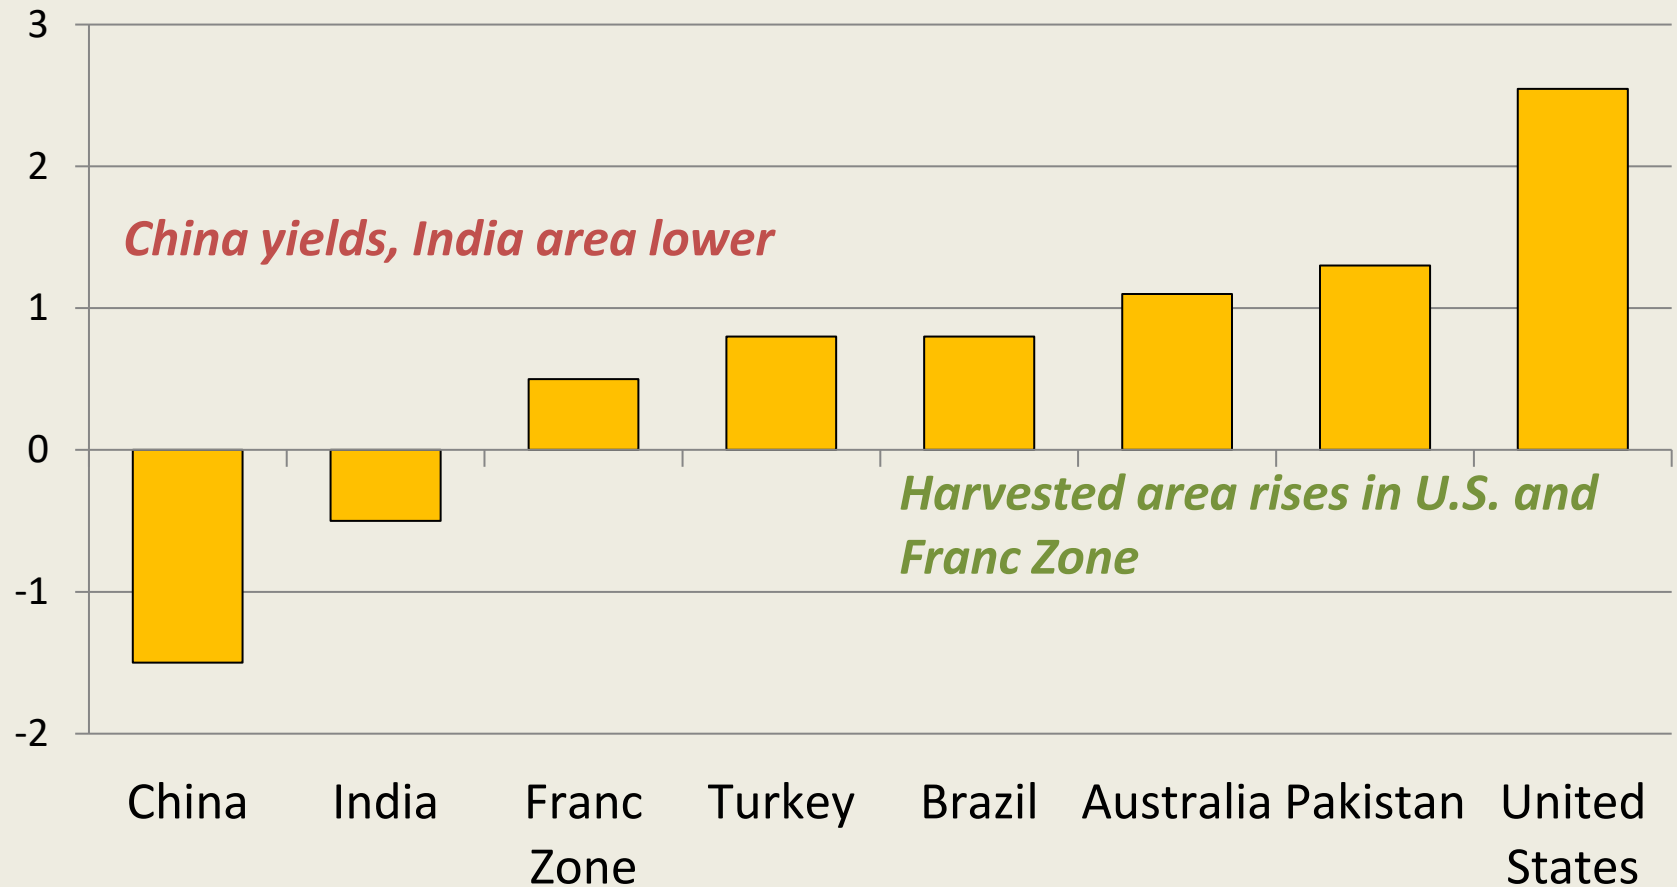 3
2
China yields, India area lower
1
0
Harvested area rises in U.S. and
Franc Zone
-1
-2
China India Franc Turkey Brazil Australia Pakistan United
Zone States